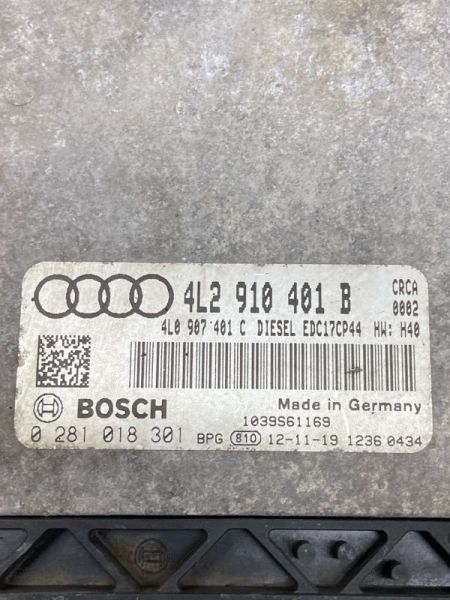 4L2 910 401 B CRCA
0002
4L0 907 401 C DIESEL EDC17CP44 HW: H40
BOSCH Made in Germany
1039S61169
0 281 018 301 BPG 810 12-11-19 1236 0434